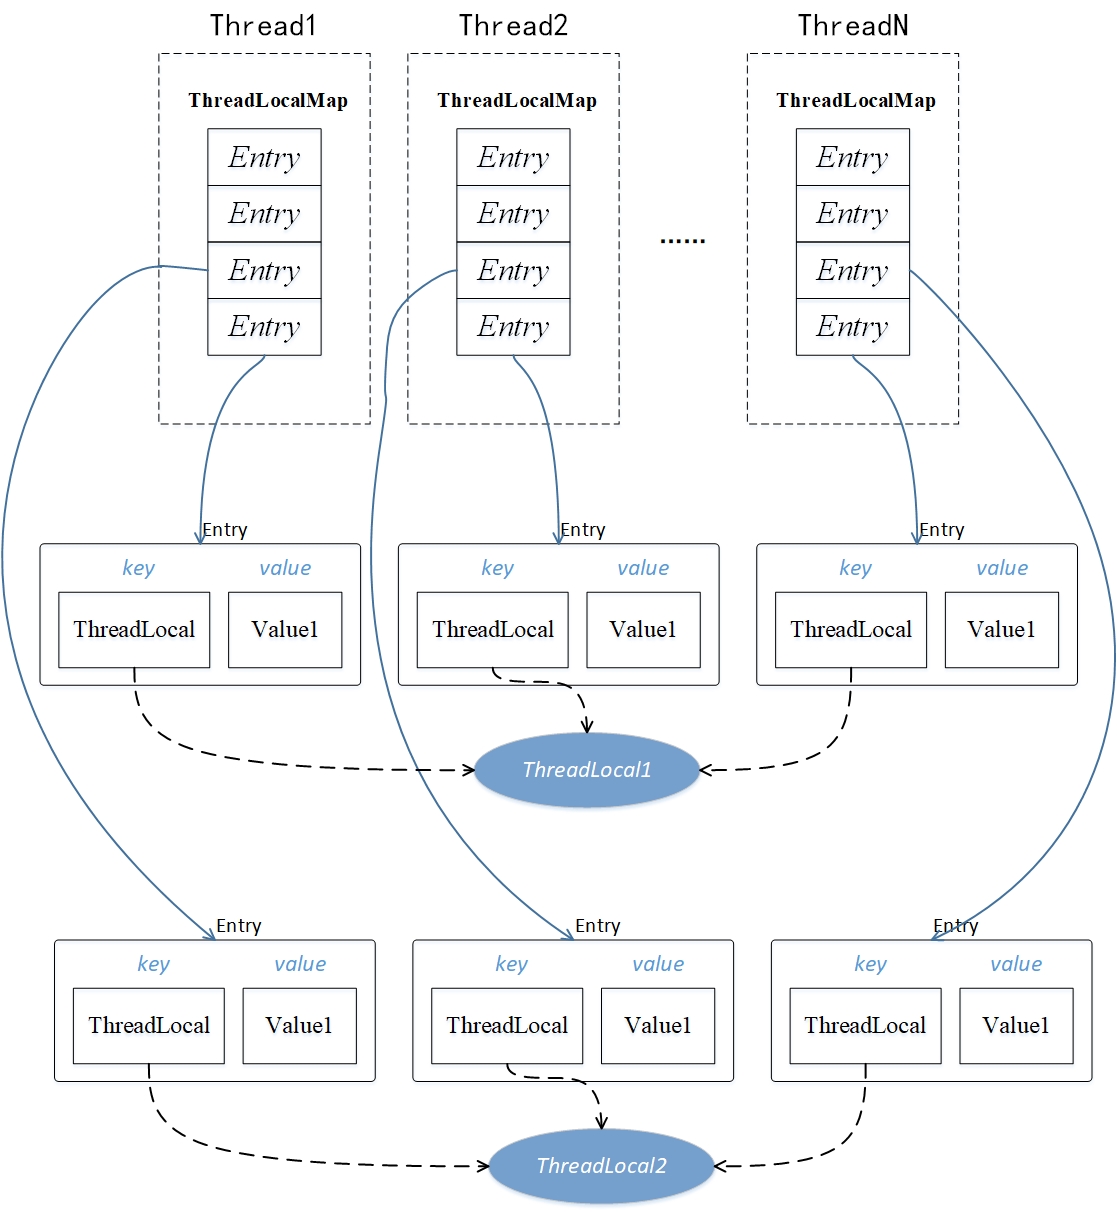 Thread1 Thread2 ThreadN
ThreadLocalMap ThreadLocalMap ThreadLocalMap
Entry Entry Entry
Entry Entry Entry
......
Entry Entry Entry
Entry Entry Entry
Entry Entry Entry
key value key value key value
ThreadLocal Value1 ThreadLocal Value1 ThreadLocal Value1
ThreadLocal1
Entry Entry Entry
key value key value key value
ThreadLocal Value1 ThreadLocal Value1 ThreadLocal Value1
ThreadLocal2